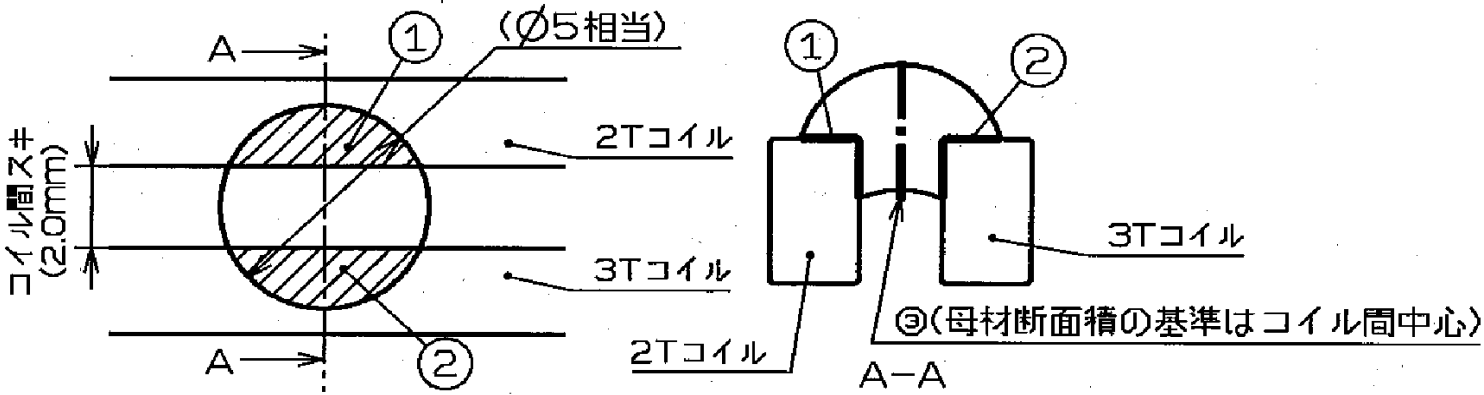 A
①
(Ø5相当)
2Tコイル
コイル間スキ
(2.0mm)
3Tコイル
A
②
①
②
3Tコイル
③(母材断面積の基準はコイル間中心)
2Tコイル
A-A